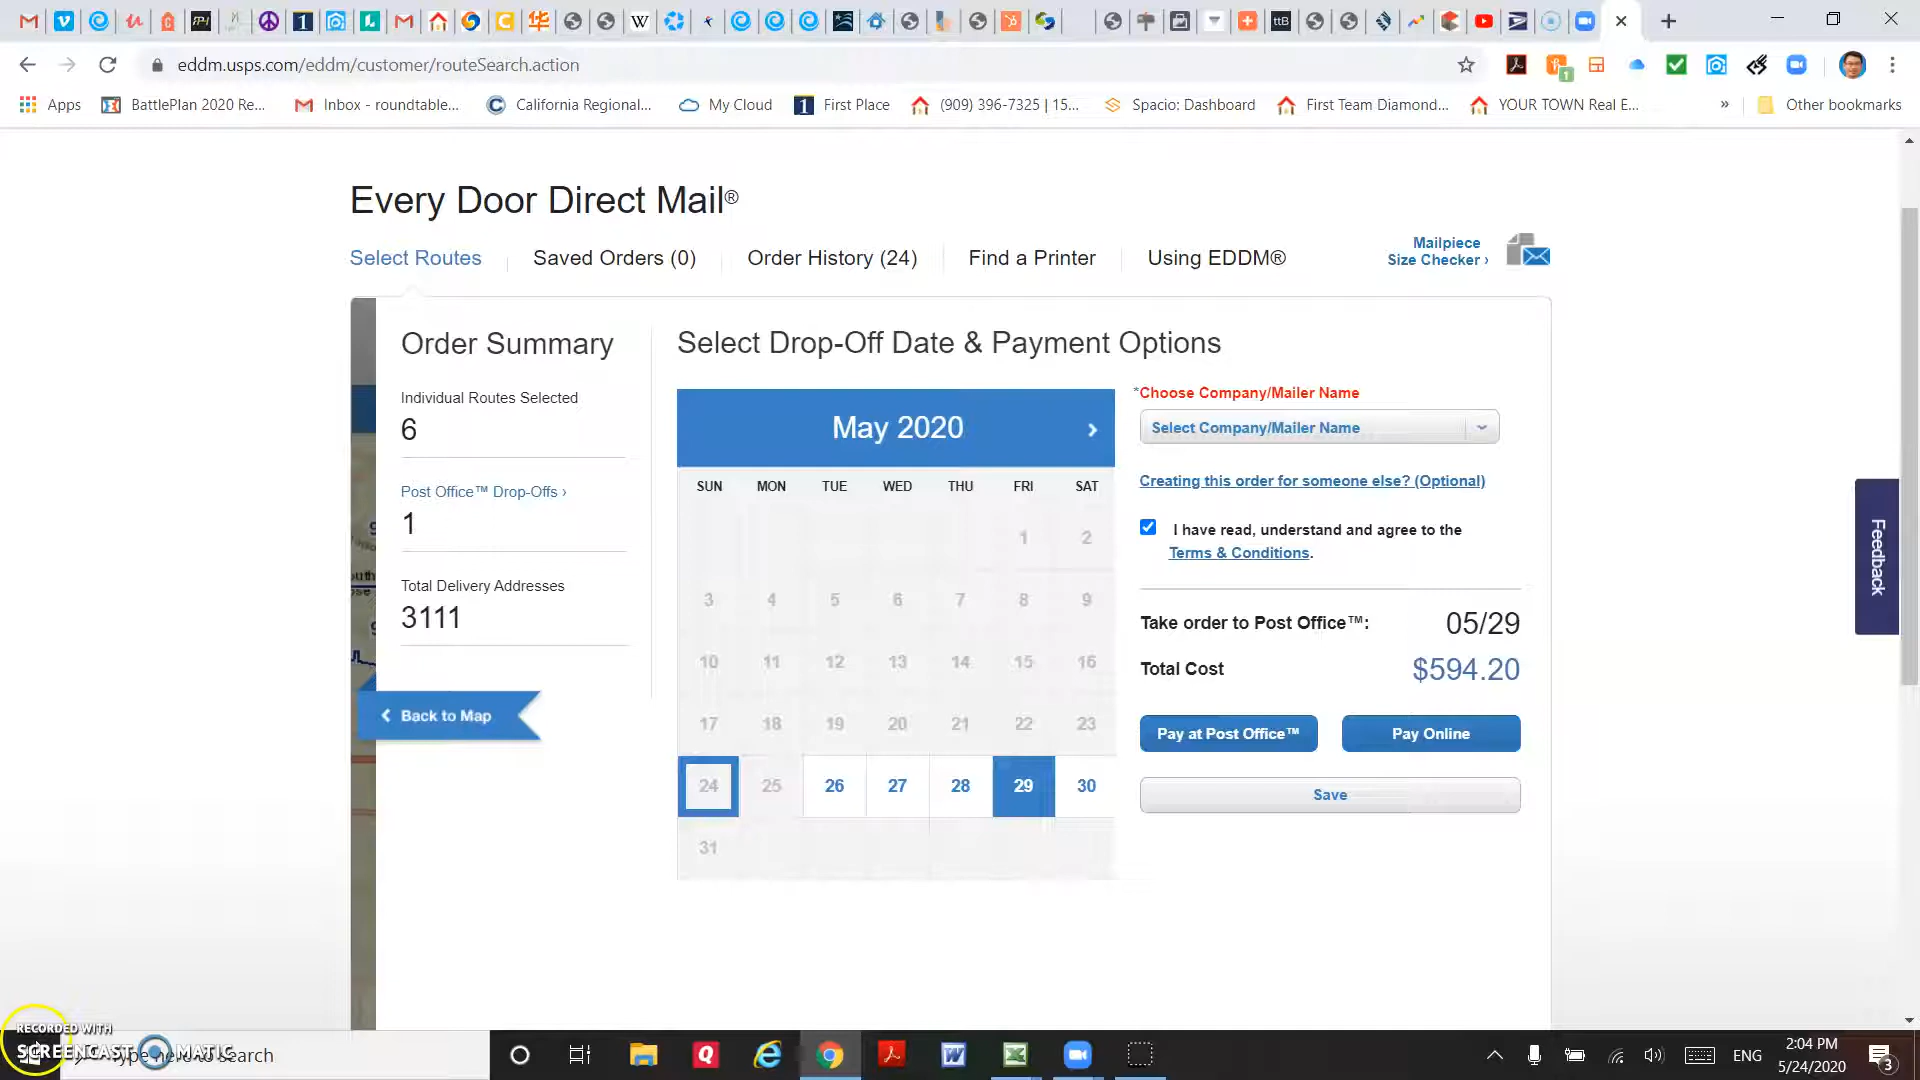 eddm.usps.com/eddm/customer/routeSearch.action
Apps
BattlePlan 2020 Re...
Inbox - roundtable...
California Regional...
My Cloud
First Place
(909) 396-7325 | 15...
Spacio: Dashboard
First Team Diamond...
YOUR TOWN Real E...
»
Other bookmarks
Every Door Direct Mail®
Select Routes
Saved Orders (0)
Order History (24)
Find a Printer
Using EDDM®
Mailpiece
Size Checker ›
Order Summary
Individual Routes Selected
6
Post Office™ Drop-Offs ›
1
Total Delivery Addresses
3111
Back to Map
Select Drop-Off Date & Payment Options
May 2020
SUN MON TUE WED THU FRI SAT
1 2
3 4 5 6 7 8 9
10 11 12 13 14 15 16
17 18 19 20 21 22 23
24 25 26 27 28 29 30
31
*Choose Company/Mailer Name
Select Company/Mailer Name
Creating this order for someone else? (Optional)
I have read, understand and agree to the
Terms & Conditions.
Take order to Post Office™: 05/29
Total Cost $594.20
Pay at Post Office™
Pay Online
Save
Feedback
RECORDED WITH
SCREENCAST MATIC
Type here to search
ENG
2:04 PM
5/24/2020
3